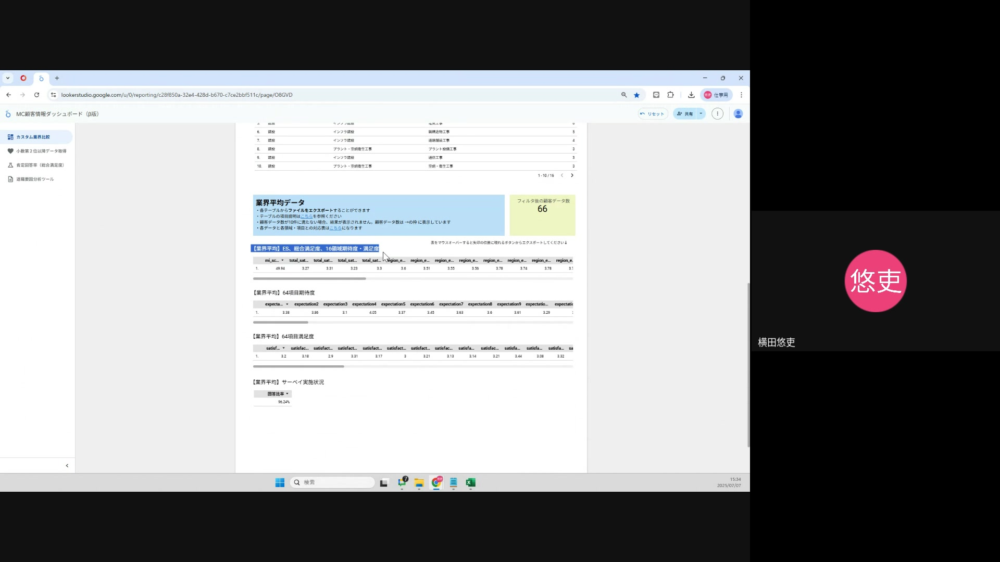 lookerstudio.google.com/u/0/reporting/c28f850a-32e4-428d-b670-c7ce2bbf511c/page/O8GVD
仕事用
MC顧客情報ダッシュボード（β版）
リセット
共有
カスタム業界比較
小数第２位以降データ取得
肯定回答率（総合満足度）
退職要因分析ツール
5. 建設 インフラ建設 電気工事 6
6. 建設 インフラ建設 鋼構造物工事 5
7. 建設 インフラ建設 道路舗装工事 4
8. 建設 プラント・空調衛生工事 プラント設備工事 3
9. 建設 インフラ建設 通信工事 3
10. 建設 プラント・空調衛生工事 空調・衛生工事 3
1 - 10 / 16
業界平均データ
・各テーブルからファイルをエクスポートすることができます
・テーブルの項目説明はこちらを参照ください
・顧客データ数が10件に満たない場合、結果が表示されません。顧客データ数は →の枠 に表示しています
・各データと各領域・項目との対応表はこちらになります
フィルタ後の顧客データ数
66
表をマウスオーバーすると矢印の位置に現れるボタンからエクスポートしてください↓
【業界平均】ES、総合満足度、16領域期待度・満足度
mi_sc... total_sat... total_sat... total_sat... total_sat... region_e... region_e... region_e... region_e... region_e... region_e... region_e... region_e.
1. 49.94 3.27 3.31 3.23 3.3 3.6 3.51 3.55 3.56 3.78 3.74 3.78 3.7
【業界平均】64項目期待度
expecta... expectation2 expectation3 expectation4 expectation5 expectation6 expectation7 expectation8 expectation9 expectatio... expectatio
1. 3.38 3.86 3.1 4.05 3.37 3.45 3.63 3.6 3.61 3.29
【業界平均】64項目満足度
satisf... satisfac... satisfact... satisfact... satisfact... satisfact... satisfact... satisfac... satisfa... satisfac... satisfa... satisfa... satisfa... sa
1. 3.2 3.18 2.9 3.31 3.17 3 3.21 3.13 3.14 3.21 3.44 3.08 3.32
【業界平均】サーベイ実施状況
回答比率
96.24%
検索
7
15:34
2025/07/07
悠吏
横田悠吏